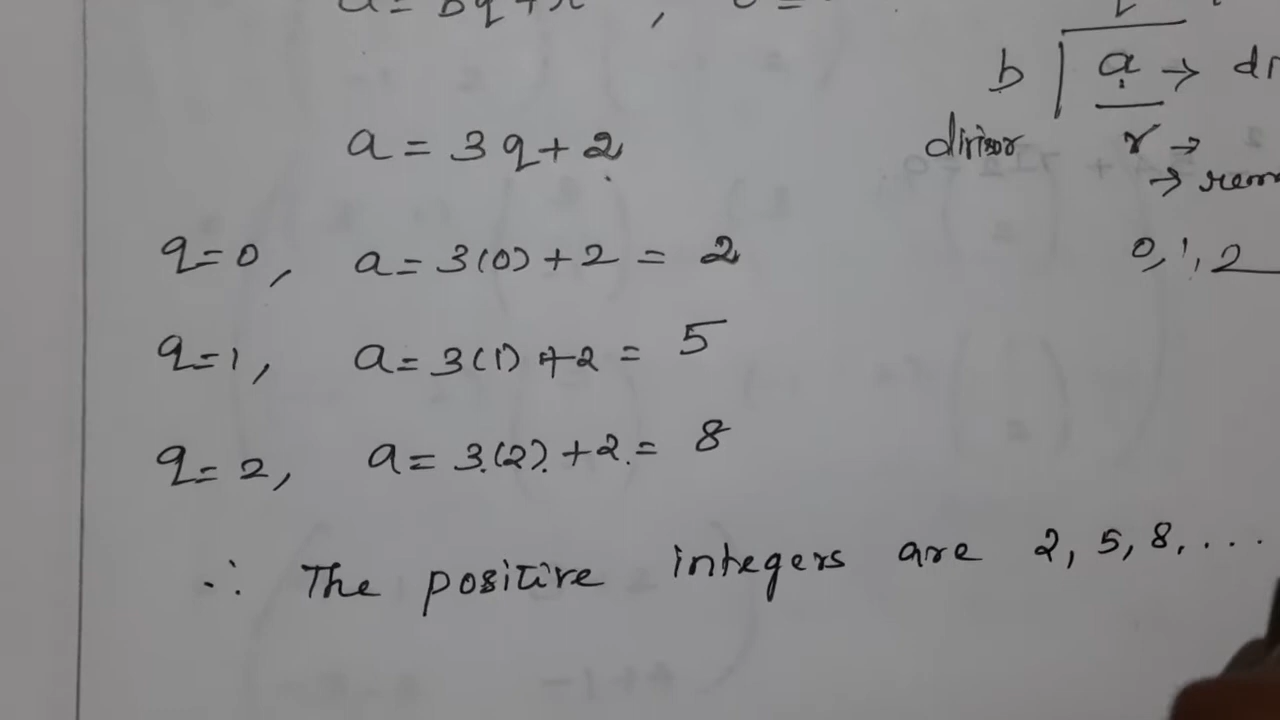 b a → di
divisor r →
→ rem
0, 1, 2
a = 3q + 2
q = 0, a = 3(0) + 2 = 2
q = 1, a = 3(1) + 2 = 5
q = 2, a = 3.(2). + 2. = 8
∴ The positive integers are 2, 5, 8, ....